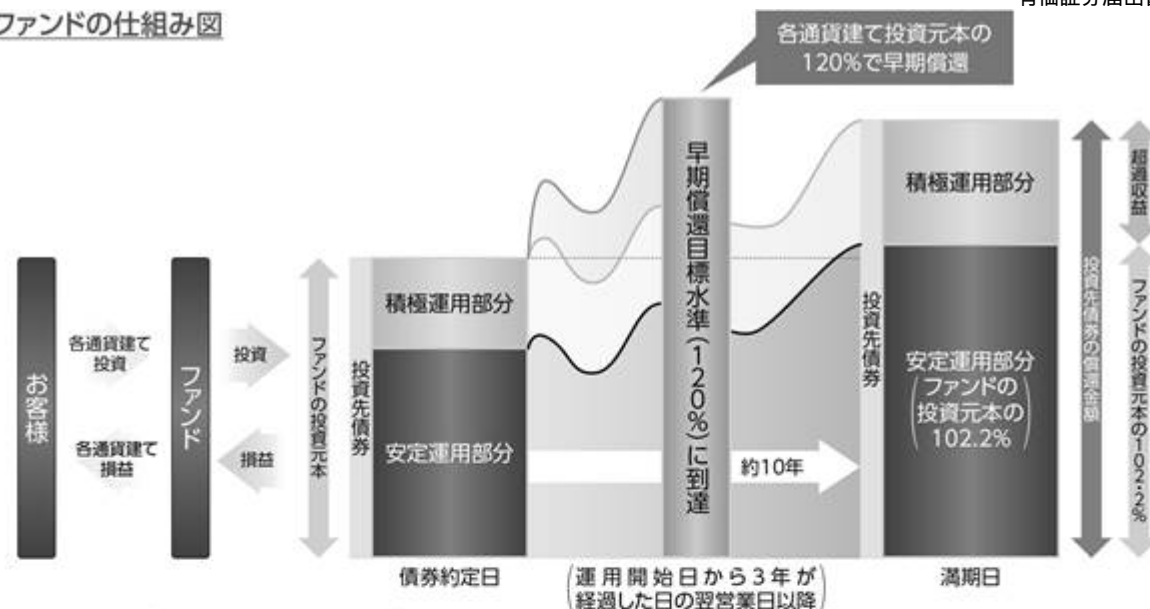 ファンドの仕組み図
各通貨建て投資元本の
120%で早期償還
お客様
各通貨建て
投資
各通貨建て
損益
ファンド
投資
損益
ファンドの投資元本
投資先債券
積極運用部分
安定運用部分
債券約定日
早期償還目標水準(120%)に到達
(運用開始日から3年が
経過した日の翌営業日以降)
約10年
投資先債券
積極運用部分
安定運用部分
(ファンドの
投資元本の
102.2%)
満期日
投資先債券の償還金額
超過収益
ファンドの投資元本の102.2%